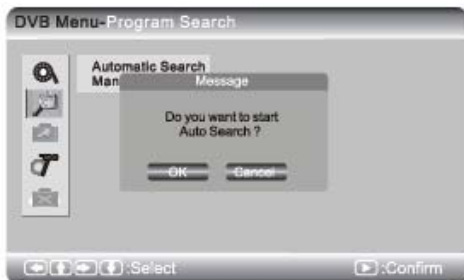 DVB Menu-Program Search
Automatic Search
Man
Message
Do you want to start
Auto Search ?
OK Cancel
:Select :Confirm